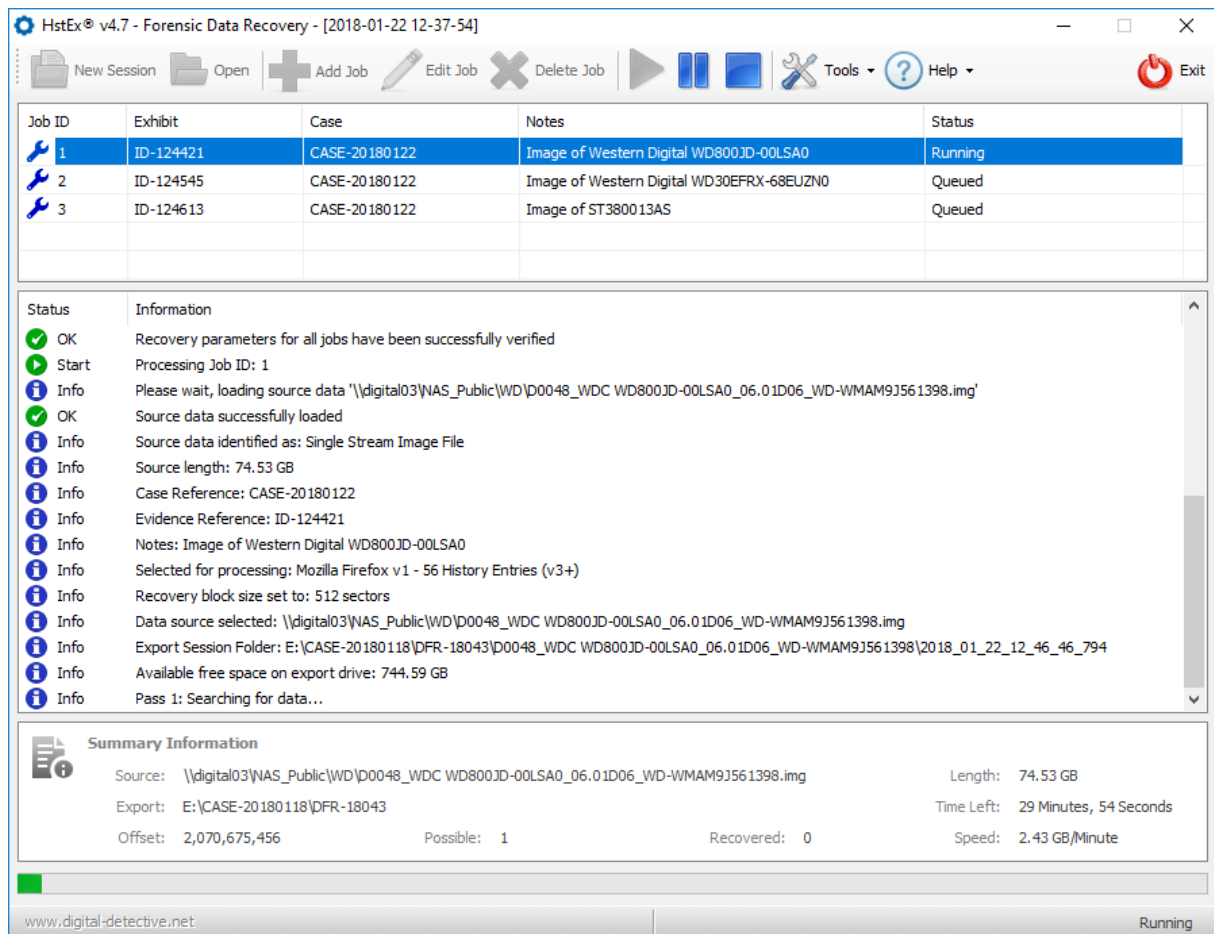 HstEx® v4.7 - Forensic Data Recovery - [2018-01-22 12-37-54]
New Session Open Add Job Edit Job Delete Job Tools Help Exit
Job ID Exhibit Case Notes Status
1 ID-124421 CASE-20180122 Image of Western Digital WD800JD-00LSA0 Running
2 ID-124545 CASE-20180122 Image of Western Digital WD30EFRX-68EUZN0 Queued
3 ID-124613 CASE-20180122 Image of ST380013AS Queued
Status Information
OK Recovery parameters for all jobs have been successfully verified
Start Processing Job ID: 1
Info Please wait, loading source data '\\digital03\NAS_Public\WD\D0048_WDC WD800JD-00LSA0_06.01D06_WD-WMAM9J561398.img'
OK Source data successfully loaded
Info Source data identified as: Single Stream Image File
Info Source length: 74.53 GB
Info Case Reference: CASE-20180122
Info Evidence Reference: ID-124421
Info Notes: Image of Western Digital WD800JD-00LSA0
Info Selected for processing: Mozilla Firefox v1 - 56 History Entries (v3+)
Info Recovery block size set to: 512 sectors
Info Data source selected: \\digital03\NAS_Public\WD\D0048_WDC WD800JD-00LSA0_06.01D06_WD-WMAM9J561398.img
Info Export Session Folder: E:\CASE-20180118\DFR-18043\D0048_WDC WD800JD-00LSA0_06.01D06_WD-WMAM9J561398\2018_01_22_12_46_46_794
Info Available free space on export drive: 744.59 GB
Info Pass 1: Searching for data...
Summary Information
Source: \\digital03\NAS_Public\WD\D0048_WDC WD800JD-00LSA0_06.01D06_WD-WMAM9J561398.img Length: 74.53 GB
Export: E:\CASE-20180118\DFR-18043 Time Left: 29 Minutes, 54 Seconds
Offset: 2,070,675,456 Possible: 1 Recovered: 0 Speed: 2.43 GB/Minute
www.digital-detective.net Running